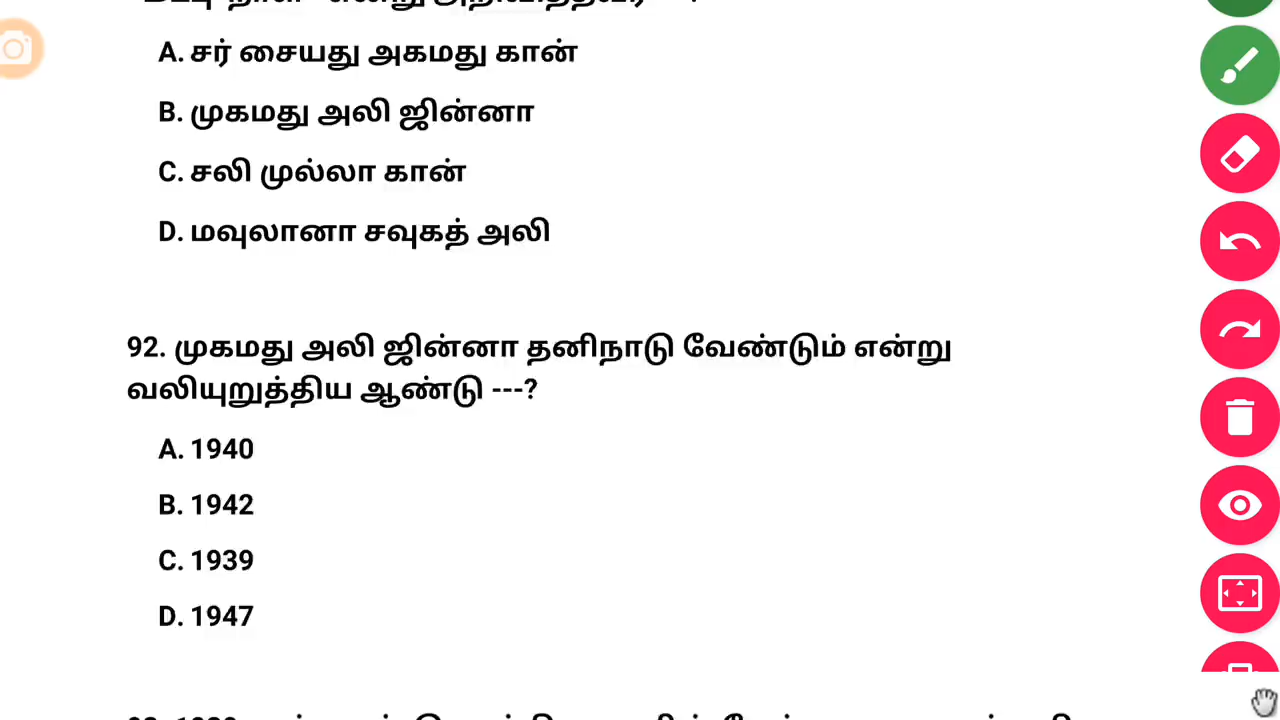 என்று
A. சர் சையது அகமது கான்
B. முகமது அலி ஜின்னா
C. சலி முல்லா கான்
D. மவுலானா சவுகத் அலி
92. முகமது அலி ஜின்னா தனிநாடு வேண்டும் என்று
வலியுறுத்திய ஆண்டு ---?
A. 1940
B. 1942
C. 1939
D. 1947